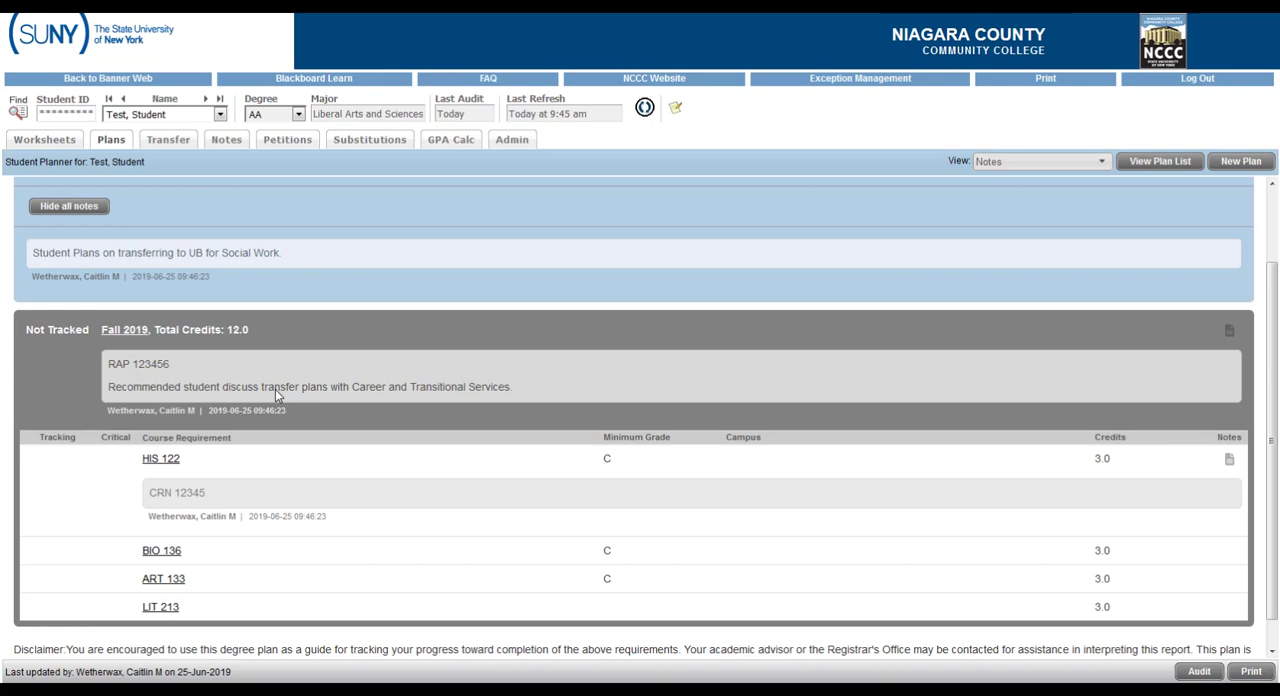 SUNY The State University of New York
NIAGARA COUNTY
COMMUNITY COLLEGE
NIAGARA COUNTY COMMUNITY COLLEGE
NCCC
Back to Banner Web Blackboard Learn FAQ NCCC Website Exception Management Print Log Out
Find Student ID Name Degree Major Last Audit Last Refresh
********* Test, Student AA Liberal Arts and Sciences Today Today at 9:45 am
Worksheets Plans Transfer Notes Petitions Substitutions GPA Calc Admin
Student Planner for: Test, Student View: Notes View Plan List New Plan
Hide all notes
Student Plans on transferring to UB for Social Work.
Wetherwax, Caitlin M | 2019-06-25 09:46:23
Not Tracked Fall 2019, Total Credits: 12.0
RAP 123456
Recommended student discuss transfer plans with Career and Transitional Services.
Wetherwax, Caitlin M | 2019-06-25 09:46:23
Tracking Critical Course Requirement Minimum Grade Campus Credits Notes
HIS 122 C 3.0
CRN 12345
Wetherwax, Caitlin M | 2019-06-25 09:46:23
BIO 136 C 3.0
ART 133 C 3.0
LIT 213 3.0
Disclaimer:You are encouraged to use this degree plan as a guide for tracking your progress toward completion of the above requirements. Your academic advisor or the Registrar's Office may be contacted for assistance in interpreting this report. This plan is
Last updated by: Wetherwax, Caitlin M on 25-Jun-2019 Audit Print